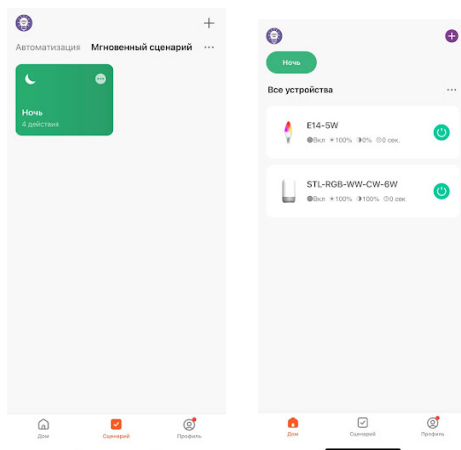 Автоматизация Мгновенный сценарий
Ночь
4 действия
Дом Сценарий Профиль
Ночь
Все устройства
E14-5W
Вкл 100% 0% 0 сек.
STL-RGB-WW-CW-6W
Вкл 100% 100% 0 сек
Дом Сценарий Профиль